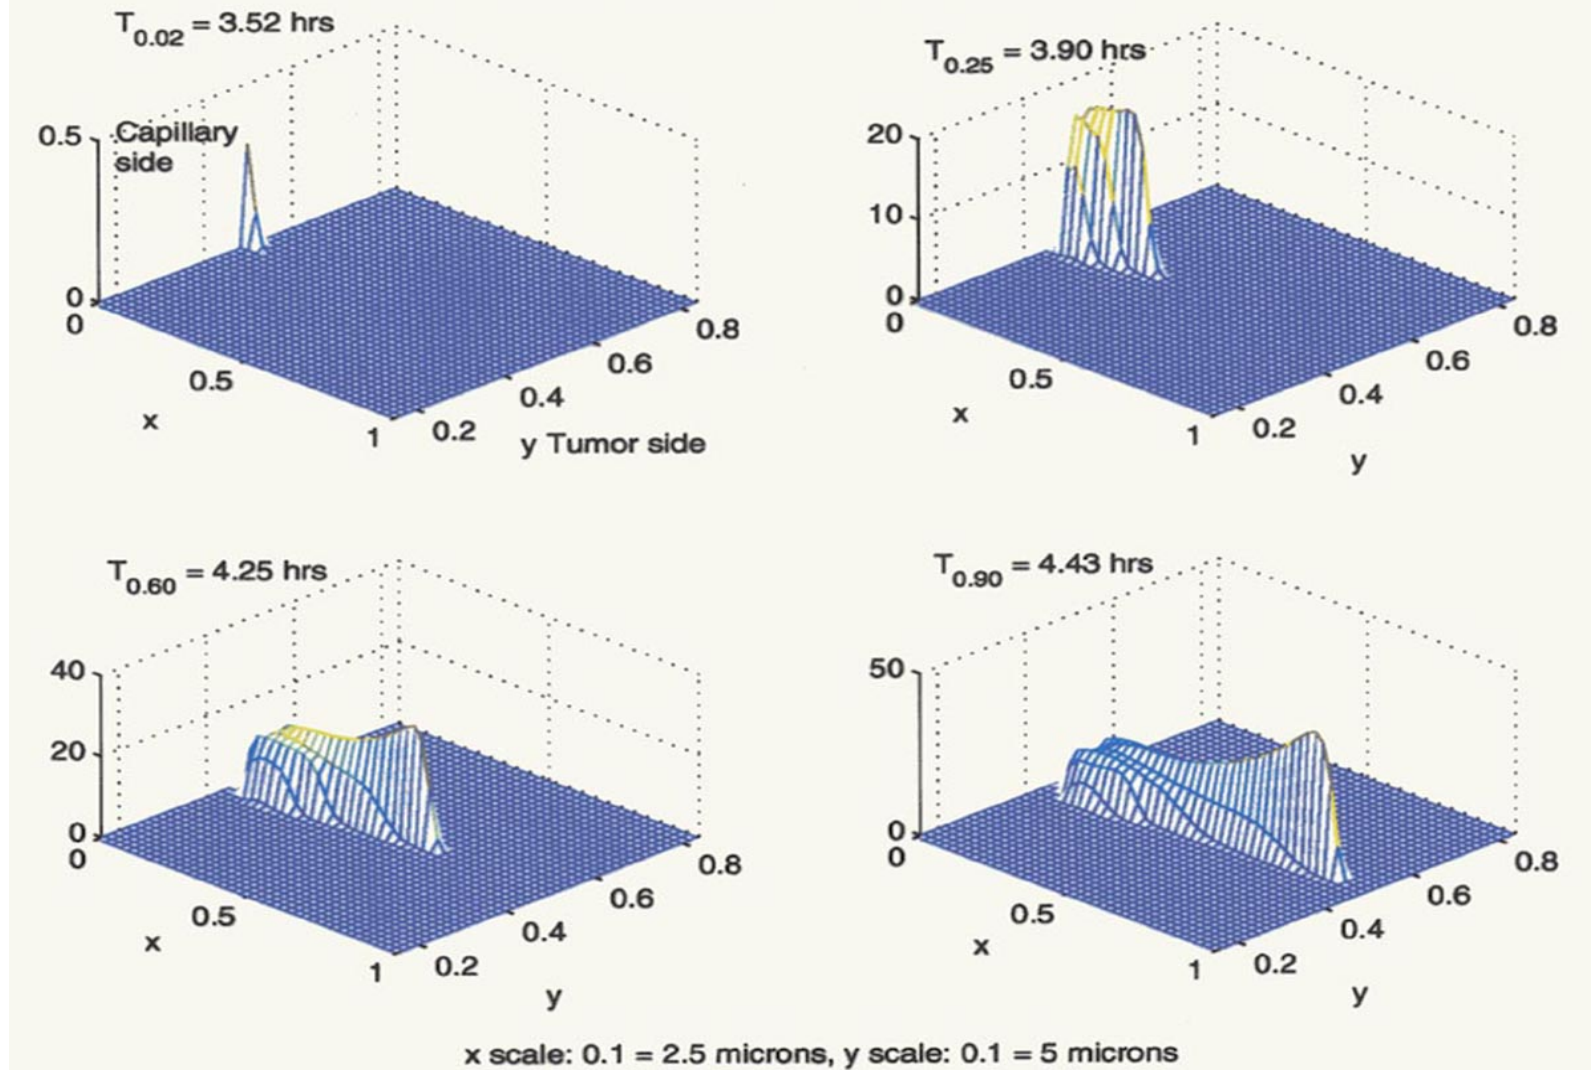 T0.02 = 3.52 hrs
Capillary
side
0.5
0
0
0.5
1
x
0.2
0.4
0.6
0.8
y Tumor side
T0.25 = 3.90 hrs
20
10
0
0
0.5
1
x
0.2
0.4
0.6
0.8
y
T0.60 = 4.25 hrs
40
20
0
0
0.5
1
x
0.2
0.4
0.6
0.8
y
T0.90 = 4.43 hrs
50
0
0
0.5
1
x
0.2
0.4
0.6
0.8
y
x scale: 0.1 = 2.5 microns, y scale: 0.1 = 5 microns